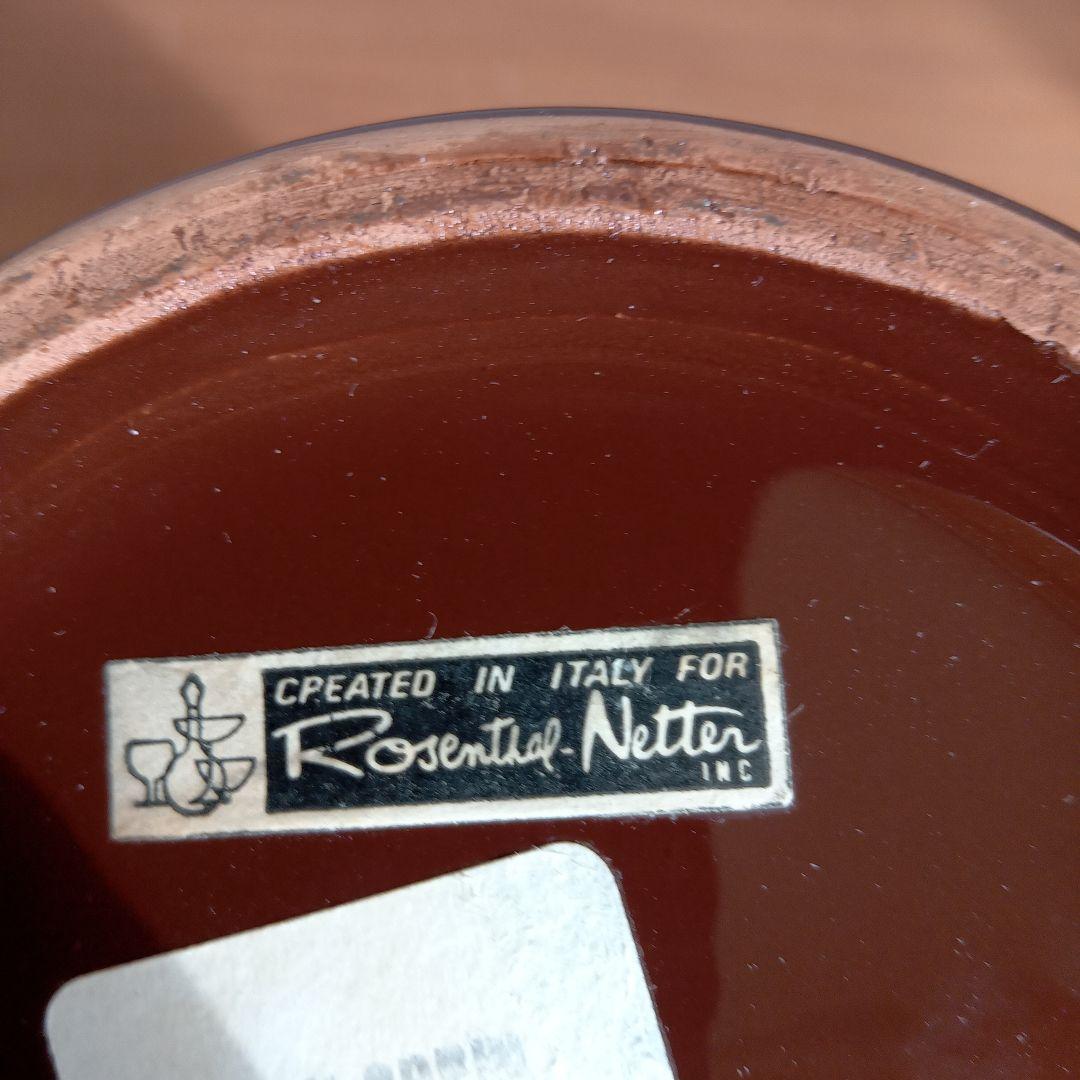 CREATED IN ITALY FOR
Rosenthal-Netter
INC